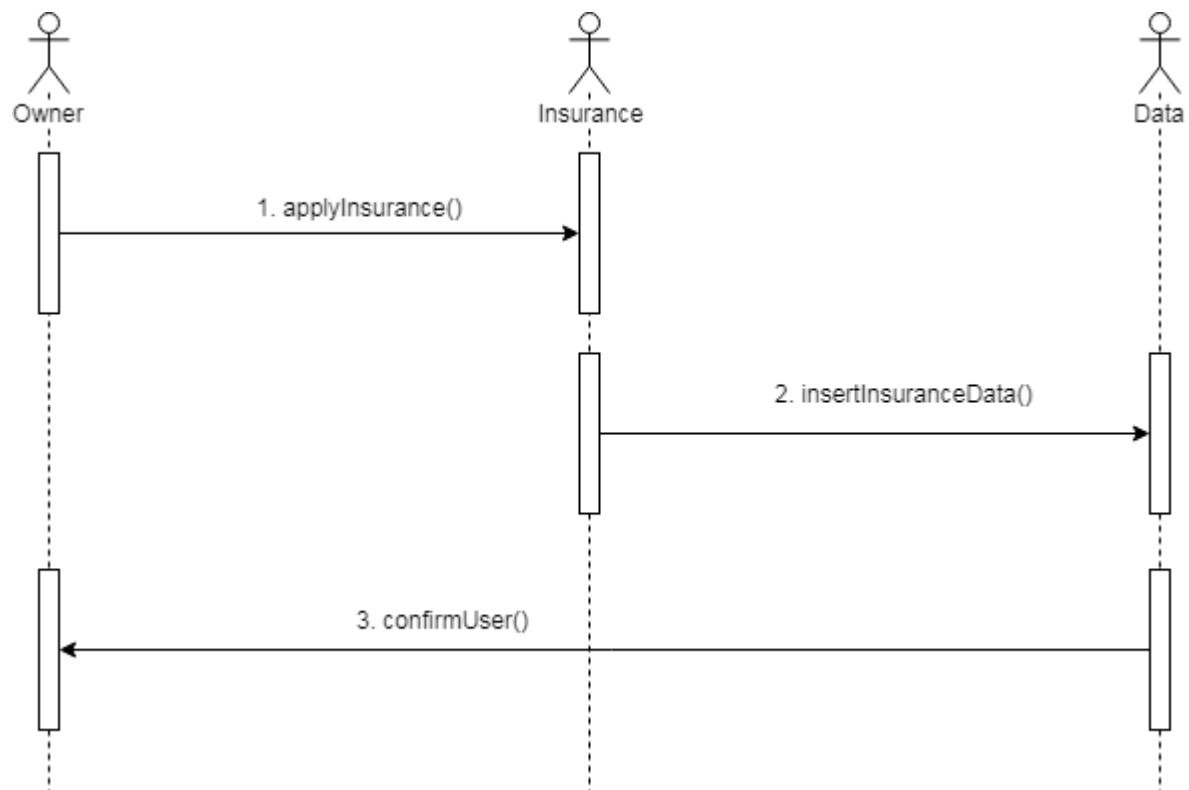 Owner
Insurance
Data
1. applyInsurance()
2. insertInsuranceData()
3. confirmUser()